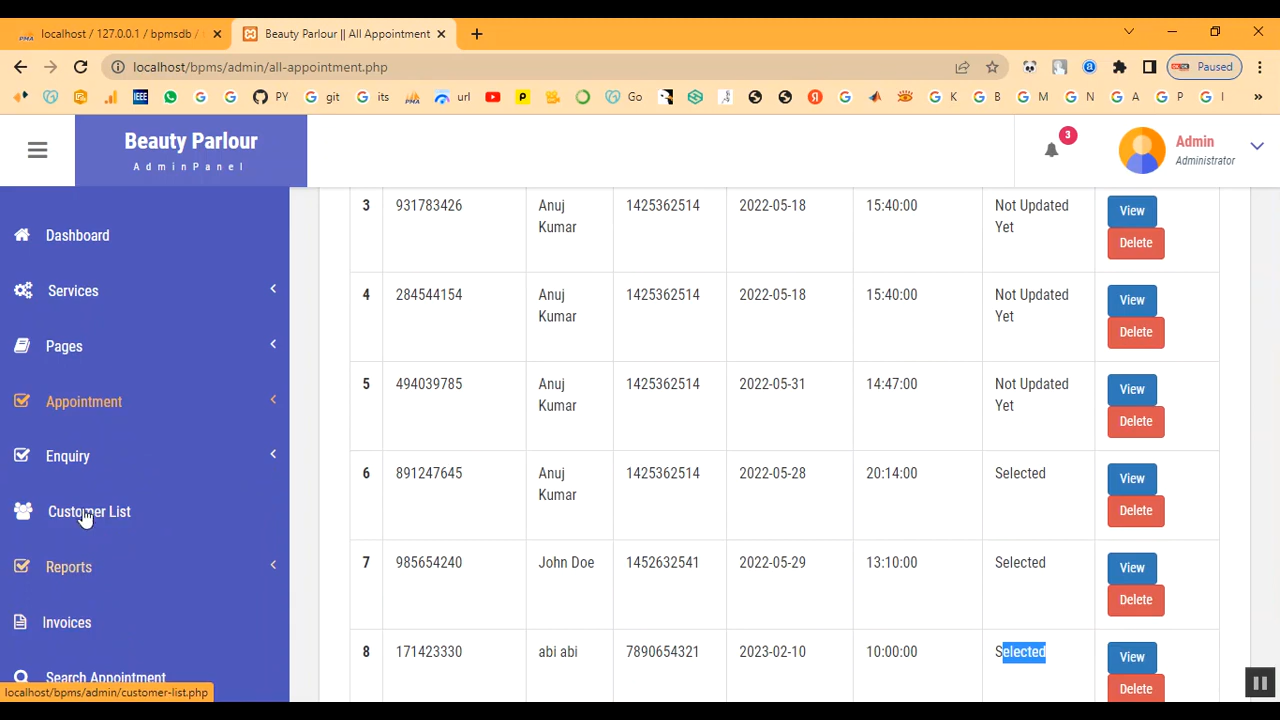 localhost / 127.0.0.1 / bpmsdb /
Beauty Parlour || All Appointment
localhost/bpms/admin/all-appointment.php
Paused
IEEE
PY
git
its
PMA
url
Go
K
B
M
N
A
P
I
»
Beauty Parlour
AdminPanel
3
Admin
Administrator
Dashboard
Services
Pages
Appointment
Enquiry
Customer List
Reports
Invoices
Search Appointment
localhost/bpms/admin/customer-list.php
3 931783426 Anuj Kumar 1425362514 2022-05-18 15:40:00 Not Updated Yet View Delete
4 284544154 Anuj Kumar 1425362514 2022-05-18 15:40:00 Not Updated Yet View Delete
5 494039785 Anuj Kumar 1425362514 2022-05-31 14:47:00 Not Updated Yet View Delete
6 891247645 Anuj Kumar 1425362514 2022-05-28 20:14:00 Selected View Delete
7 985654240 John Doe 1452632541 2022-05-29 13:10:00 Selected View Delete
8 171423330 abi abi 7890654321 2023-02-10 10:00:00 Selected View Delete